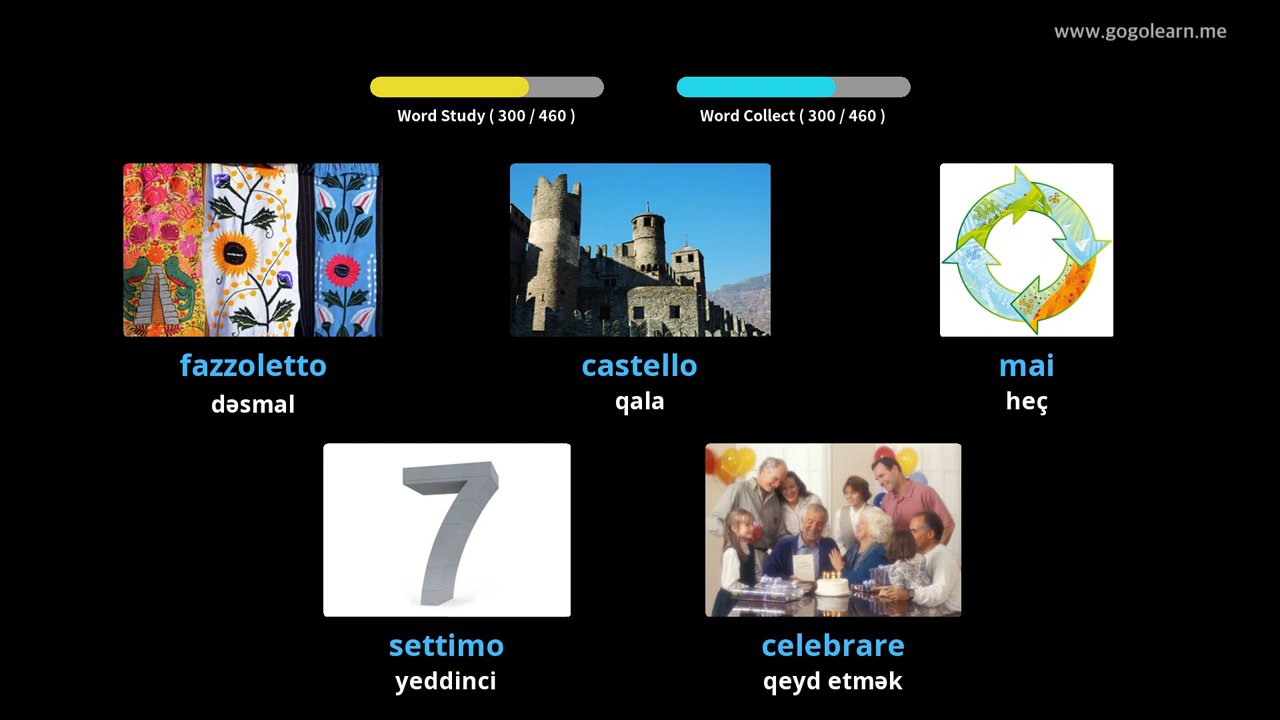 www.gogolearn.me
Word Study ( 300 / 460 )
Word Collect ( 300 / 460 )
fazzoletto
dəsmal
castello
qala
mai
heç
7
settimo
yeddinci
celebrare
qeyd etmək